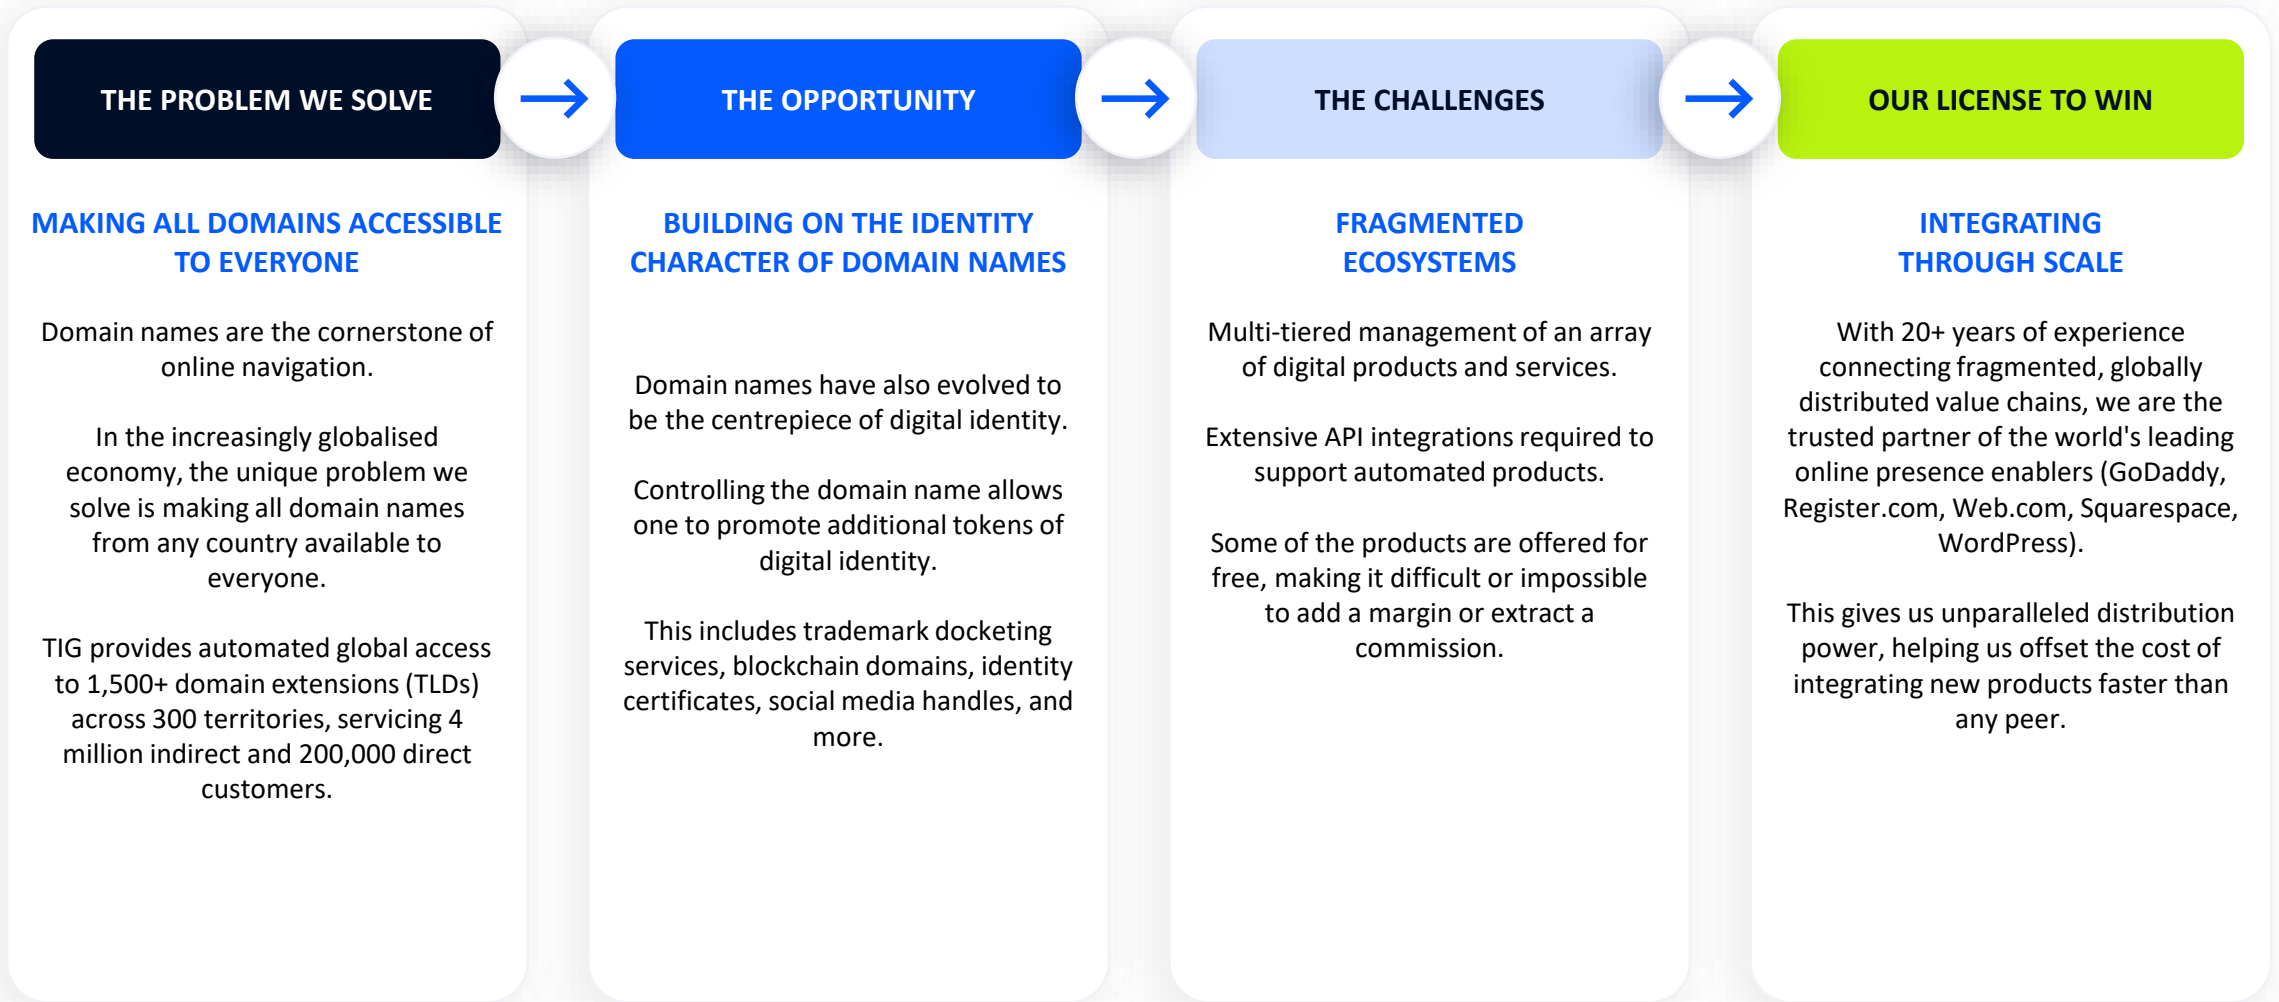 THE PROBLEM WE SOLVE
MAKING ALL DOMAINS ACCESSIBLE
TO EVERYONE
Domain names are the cornerstone of
online navigation.
In the increasingly globalised
economy, the unique problem we
solve is making all domain names
from any country available to
everyone.
TIG provides automated global access
to 1,500+ domain extensions (TLDs)
across 300 territories, servicing 4
million indirect and 200,000 direct
customers.
THE OPPORTUNITY
BUILDING ON THE IDENTITY
CHARACTER OF DOMAIN NAMES
Domain names have also evolved to
be the centrepiece of digital identity.
Controlling the domain name allows
one to promote additional tokens of
digital identity.
This includes trademark docketing
services, blockchain domains, identity
certificates, social media handles, and
more.
THE CHALLENGES
FRAGMENTED
ECOSYSTEMS
Multi-tiered management of an array
of digital products and services.
Extensive API integrations required to
support automated products.
Some of the products are offered for
free, making it difficult or impossible
to add a margin or extract a
commission.
OUR LICENSE TO WIN
INTEGRATING
THROUGH SCALE
With 20+ years of experience
connecting fragmented, globally
distributed value chains, we are the
trusted partner of the world's leading
online presence enablers (GoDaddy,
Register.com, Web.com, Squarespace,
WordPress).
This gives us unparalleled distribution
power, helping us offset the cost of
integrating new products faster than
any peer.